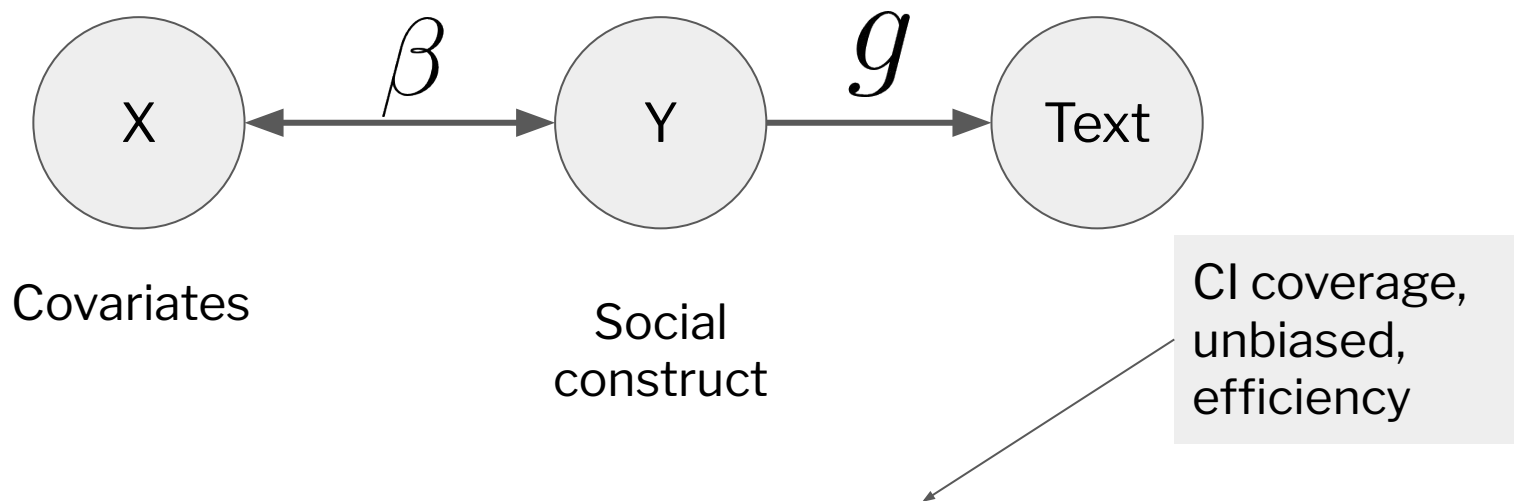 β
g
X
Y
Text
Covariates
Social
construct
CI coverage,
unbiased,
efficiency